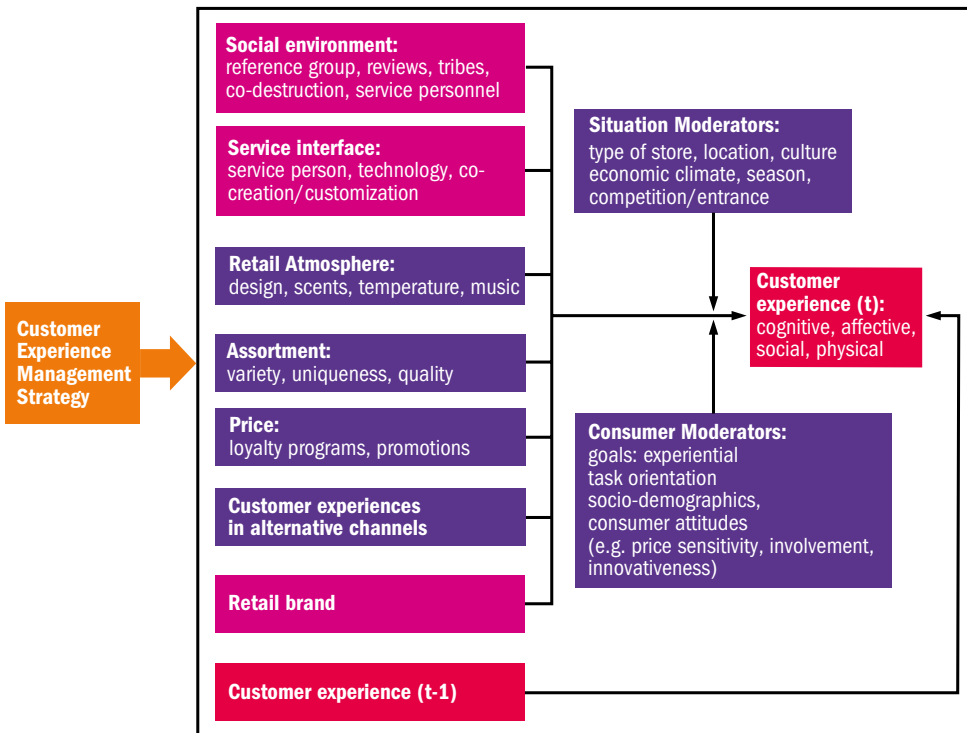 Customer
Experience
Management
Strategy
Social environment:
reference group, reviews, tribes,
co-destruction, service personnel
Service interface:
service person, technology, co-
creation/customization
Retail Atmosphere:
design, scents, temperature, music
Assortment:
variety, uniqueness, quality
Price:
loyalty programs, promotions
Customer experiences
in alternative channels
Retail brand
Customer experience (t-1)
Situation Moderators:
type of store, location, culture
economic climate, season,
competition/entrance
Consumer Moderators:
goals: experiential
task orientation
socio-demographics,
consumer attitudes
(e.g. price sensitivity, involvement,
innovativeness)
Customer
experience (t):
cognitive, affective,
social, physical